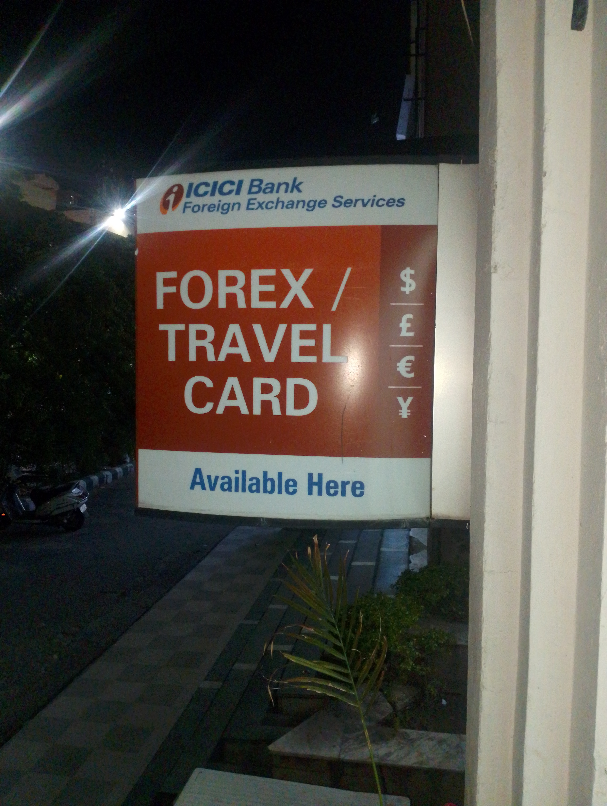 ICICI Bank
Foreign Exchange Services
FOREX /
TRAVEL
CARD
$
£
€
¥
Available Here